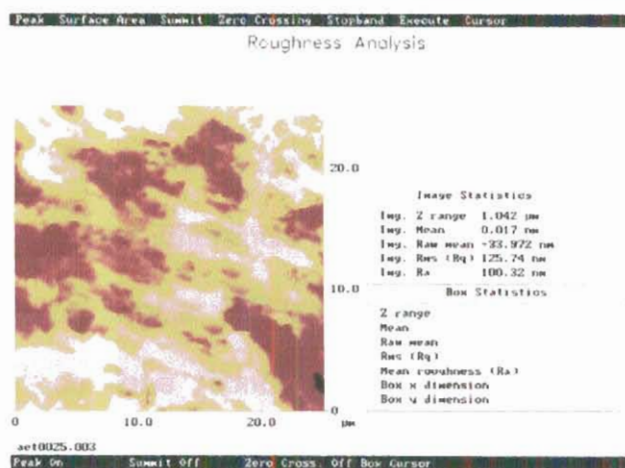 Peak Surface Area Summit Zero Crossing Stopband Execute Cursor
Roughness Analysis
20.0
10.0
0
0 10.0 20.0 µm
Image Statistics
Img. Z range 1.042 µm
Img. Mean 0.017 nm
Img. Raw mean -33.972 nm
Img. Rms (Rq) 125.74 nm
Img. Ra 100.32 nm
Box Statistics
Z range
Mean
Raw mean
Rms (Rq)
Mean roughness (Ra)
Box x dimension
Box y dimension
aet0025.003
Peak On Summit Off Zero Cross. Off Box Cursor